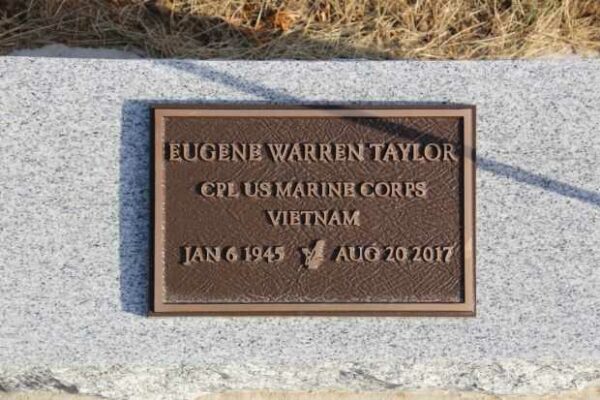 EUGENE WARREN TAYLOR
CPL US MARINE CORPS
VIETNAM
JAN 6 1945 AUG 20 2017